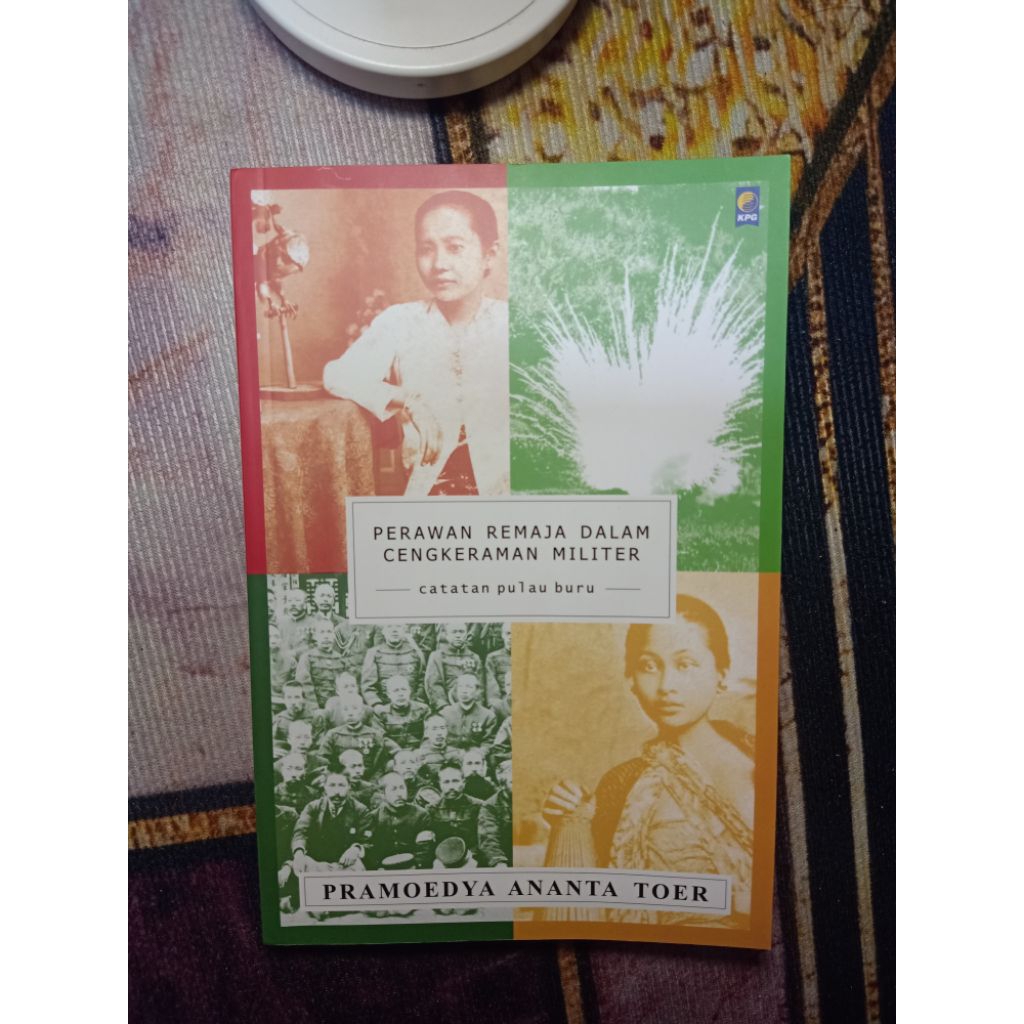 KPG
PERAWAN REMAJA DALAM
CENGKERAMAN MILITER
catatan pulau buru
PRAMOEDYA ANANTA TOER